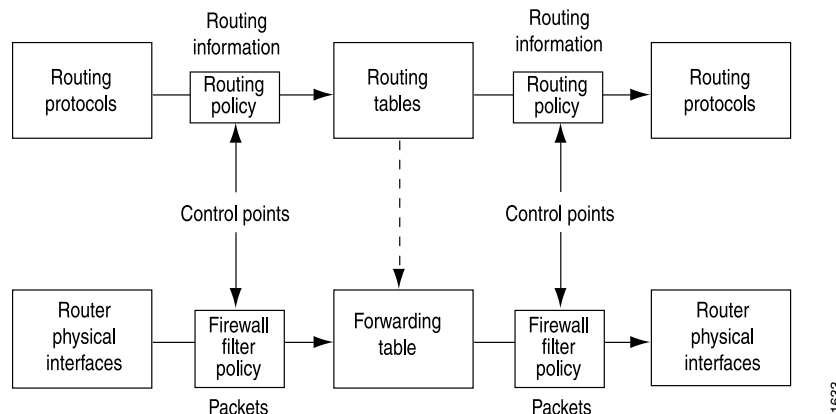 Routing
information
Routing
information
Routing
protocols
Routing
policy
Routing
tables
Routing
policy
Routing
protocols
Control points
Control points
Router
physical
interfaces
Firewall
filter
policy
Forwarding
table
Firewall
filter
policy
Router
physical
interfaces
Packets
Packets